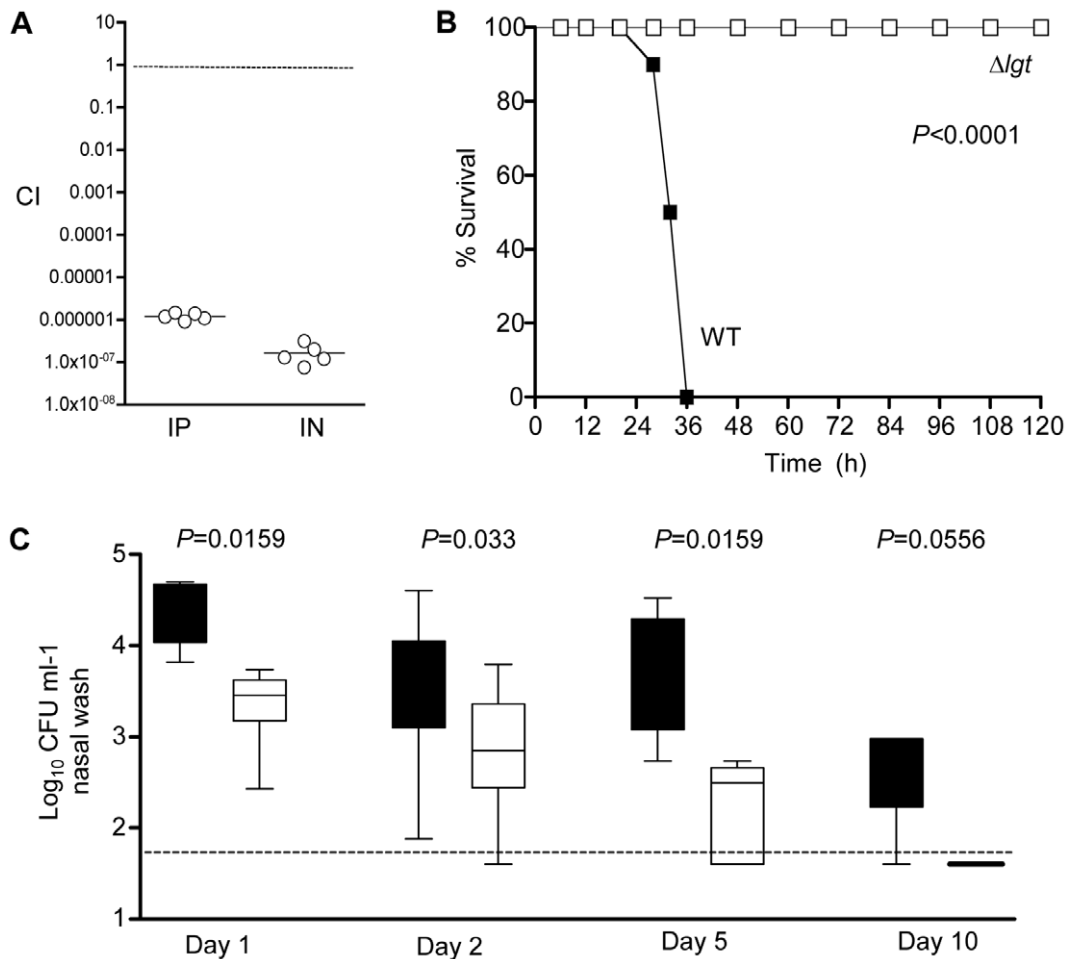 A
10
1
0.1
0.01
0.001
0.0001
0.00001
0.000001
1.0x10⁻⁰⁷
1.0x10⁻⁰⁸
CI
IP IN
B
100
80
60
40
20
0
% Survival
Δlgt
P<0.0001
WT
0 12 24 36 48 60 72 84 96 108 120
Time (h)
C
P=0.0159 P=0.033 P=0.0159 P=0.0556
5
4
3
2
1
Log₁₀ CFU ml-1
nasal wash
Day 1 Day 2 Day 5 Day 10